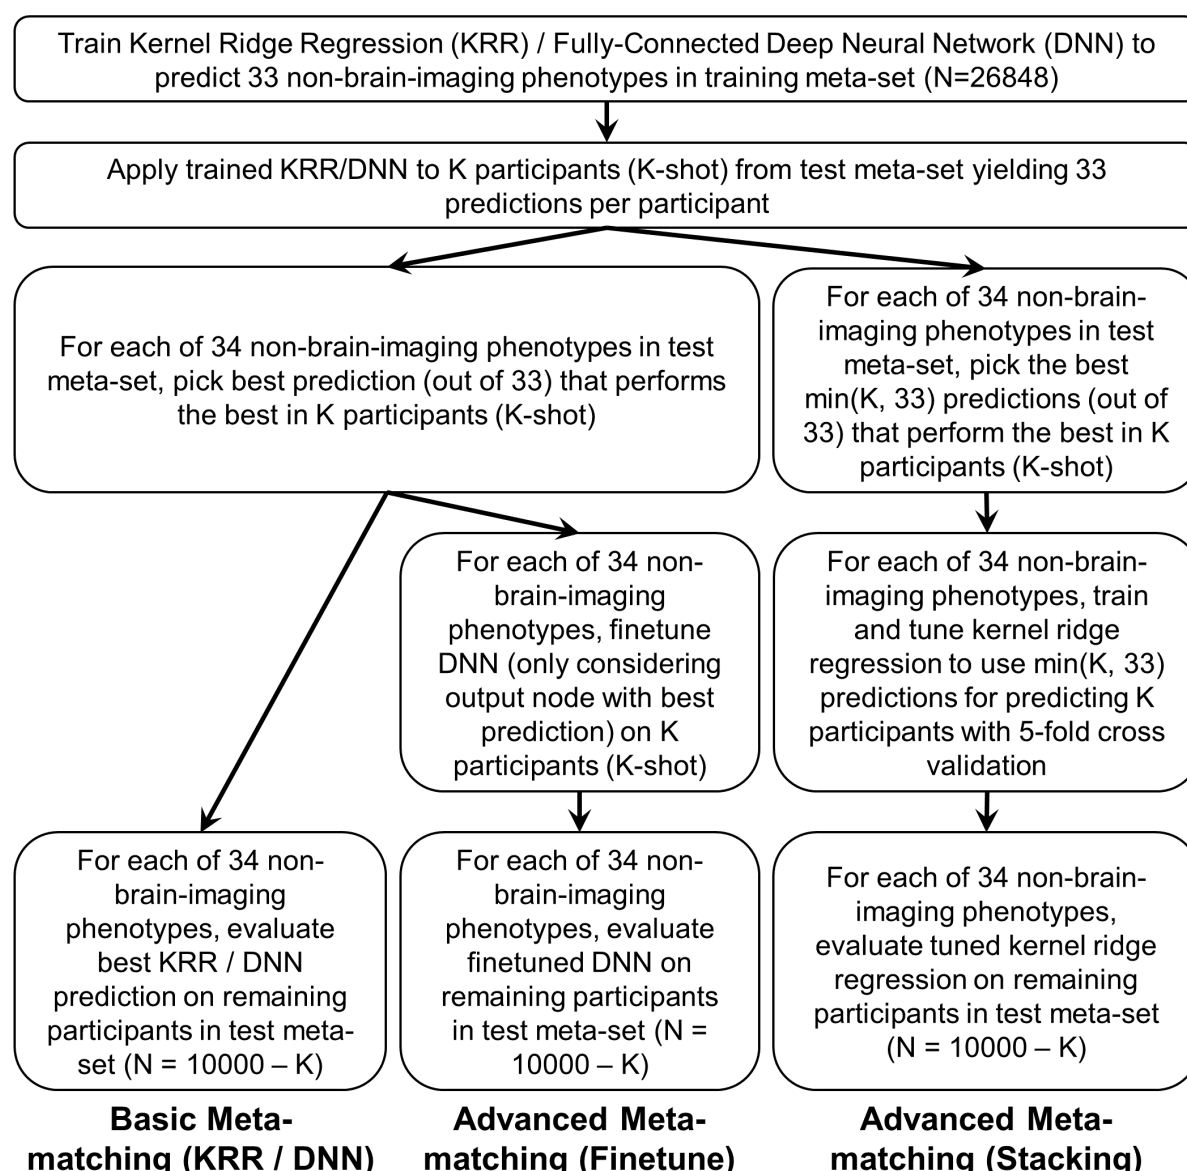 Train Kernel Ridge Regression (KRR) / Fully-Connected Deep Neural Network (DNN) to
predict 33 non-brain-imaging phenotypes in training meta-set (N=26848)
Apply trained KRR/DNN to K participants (K-shot) from test meta-set yielding 33
predictions per participant
For each of 34 non-brain-imaging phenotypes in test
meta-set, pick best prediction (out of 33) that performs
the best in K participants (K-shot)
For each of 34 non-brain-
imaging phenotypes in test
meta-set, pick the best
min(K, 33) predictions (out of
33) that perform the best in K
participants (K-shot)
For each of 34 non-
brain-imaging
phenotypes, finetune
DNN (only considering
output node with best
prediction) on K
participants (K-shot)
For each of 34 non-brain-
imaging phenotypes, train
and tune kernel ridge
regression to use min(K, 33)
predictions for predicting K
participants with 5-fold cross
validation
For each of 34 non-
brain-imaging
phenotypes, evaluate
best KRR / DNN
prediction on remaining
participants in test meta-
set (N = 10000 – K)
For each of 34 non-
brain-imaging
phenotypes, evaluate
finetuned DNN on
remaining participants
in test meta-set (N =
10000 – K)
For each of 34 non-brain-
imaging phenotypes,
evaluate tuned kernel ridge
regression on remaining
participants in test meta-set
(N = 10000 – K)
Basic Meta-
matching (KRR / DNN)
Advanced Meta-
matching (Finetune)
Advanced Meta-
matching (Stacking)